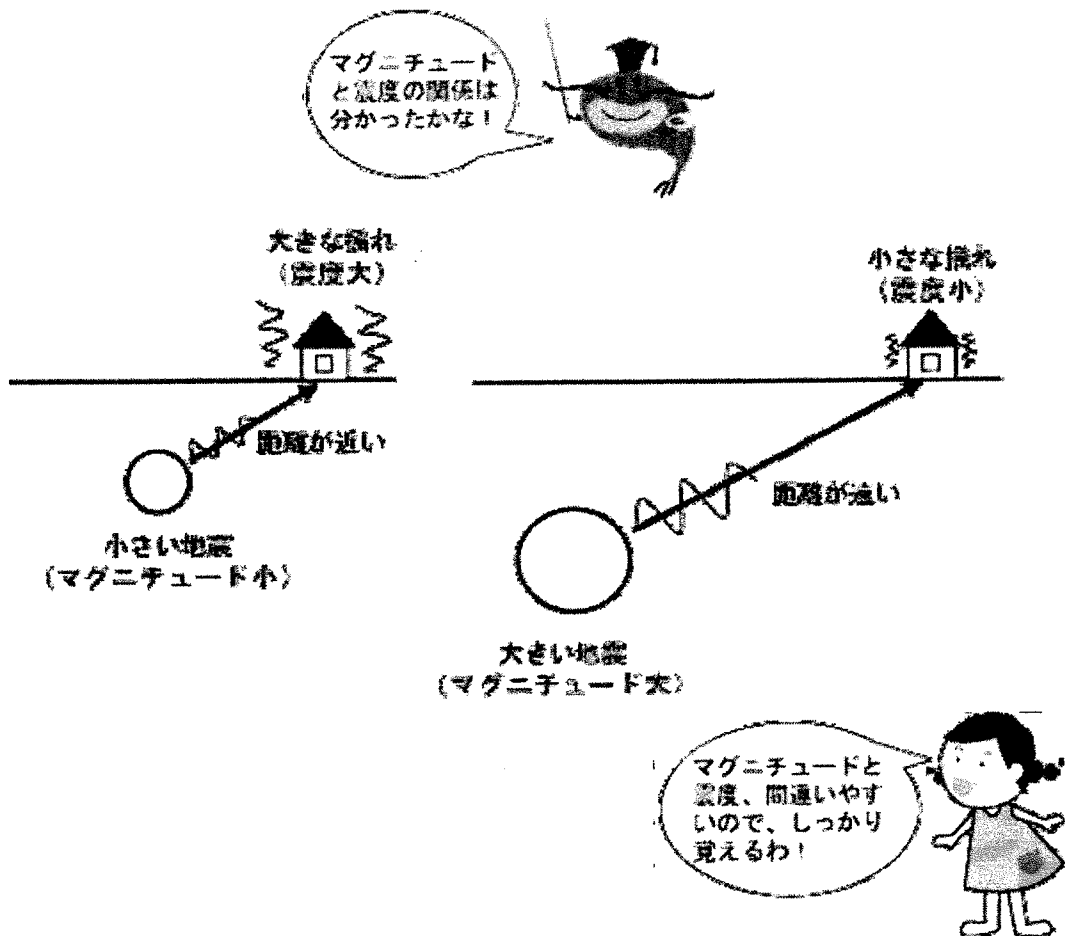 マグニチュード
と震度の関係は
分かったかな！
大きな揺れ
（震度大）
小さな揺れ
（震度小）
距離が近い
距離が遠い
小さい地震
（マグニチュード小）
大きい地震
（マグニチュード大）
マグニチュードと
震度、間違いやす
いので、しっかり
覚えるわ！